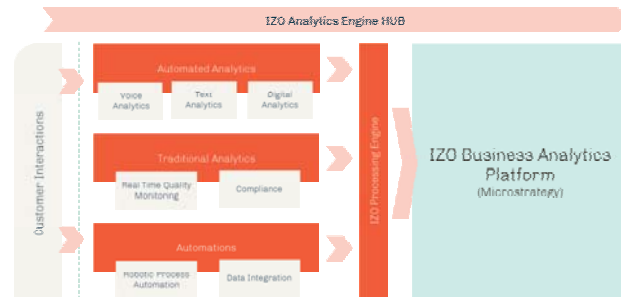 IZO Analytics Engine HUB
Customer Interactions
Automated Analytics
Voice
Analytics
Text
Analytics
Digital
Analytics
Traditional Analytics
Real Time Quality
Monitoring
Compliance
Automations
Robotic Process
Automation
Data Integration
IZO Processing Engine
IZO Business Analytics
Platform
(Microstrategy)